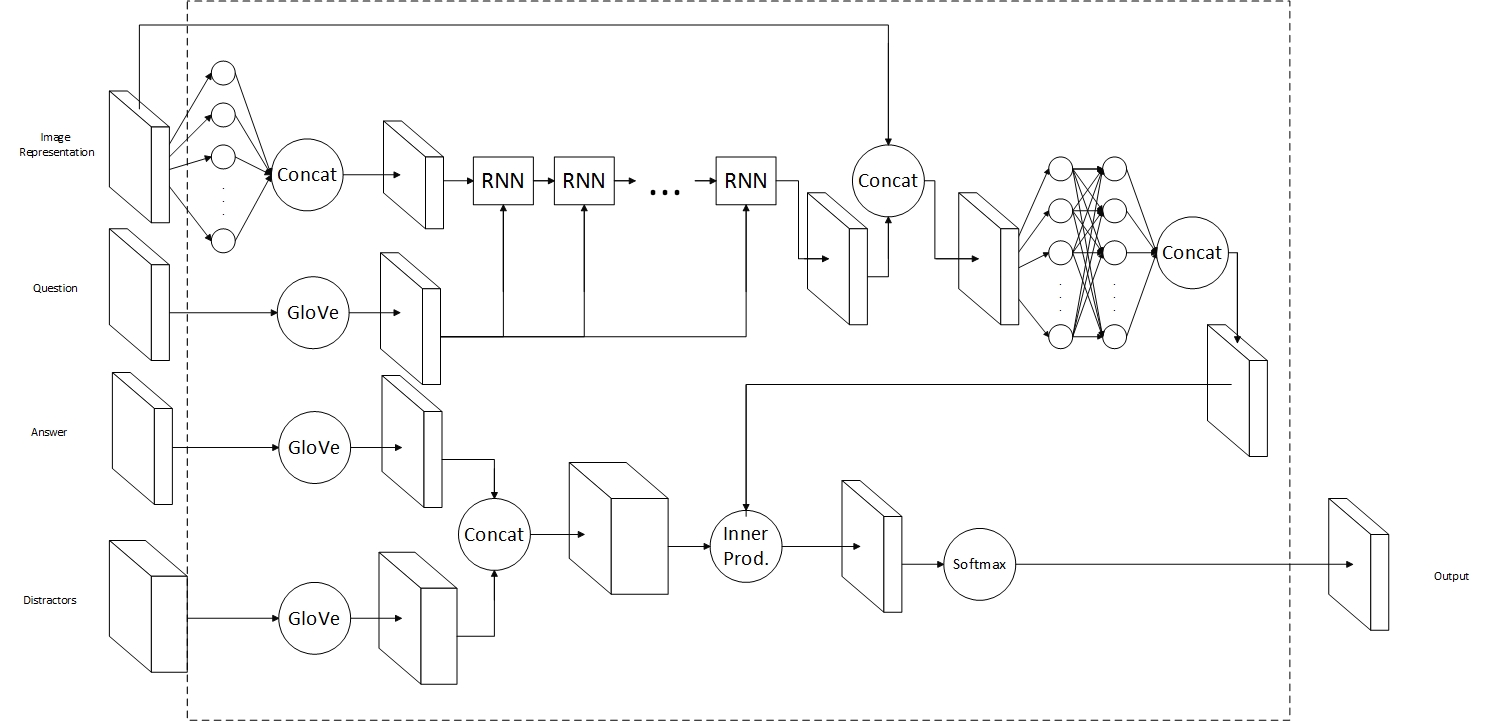 Image
Representation
Concat
RNN
RNN
...
RNN
Concat
Concat
Question
GloVe
Answer
GloVe
Concat
Inner
Prod.
Softmax
Output
Distractors
GloVe